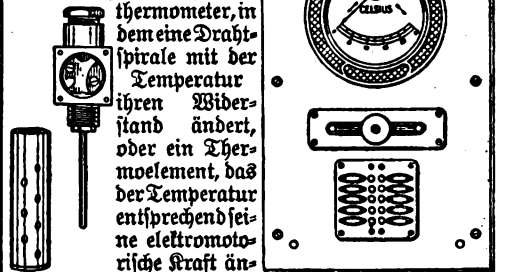 thermometer, in
dem eine Draht-
spirale mit der
Temperatur
ihren Wider-
stand ändert,
oder ein Ther-
moelement, das
der Temperatur
entsprechend sei-
ne elektromoto-
rische Kraft än-
CELSIUS